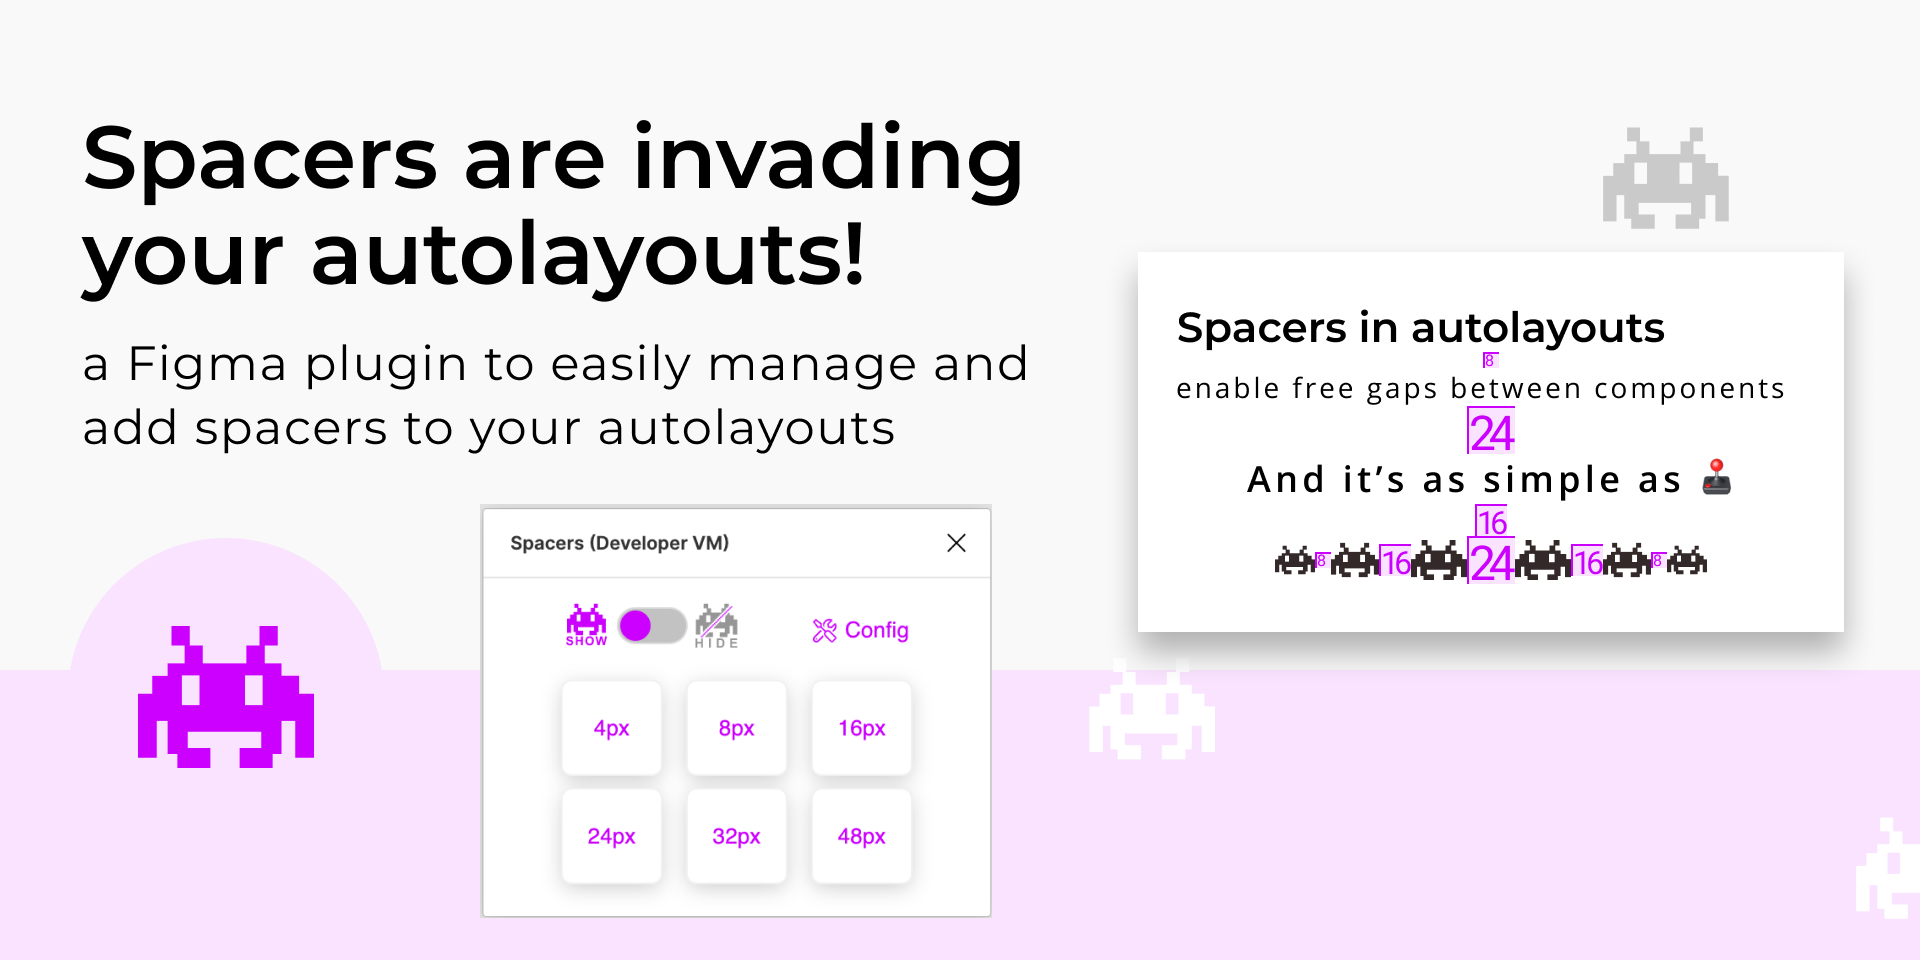 Spacers are invading
your autolayouts!
a Figma plugin to easily manage and
add spacers to your autolayouts
Spacers (Developer VM)
SHOW
HIDE
Config
4px 8px 16px
24px 32px 48px
Spacers in autolayouts
8
enable free gaps between components
24
And it’s as simple as
16
8 16 24 16 8